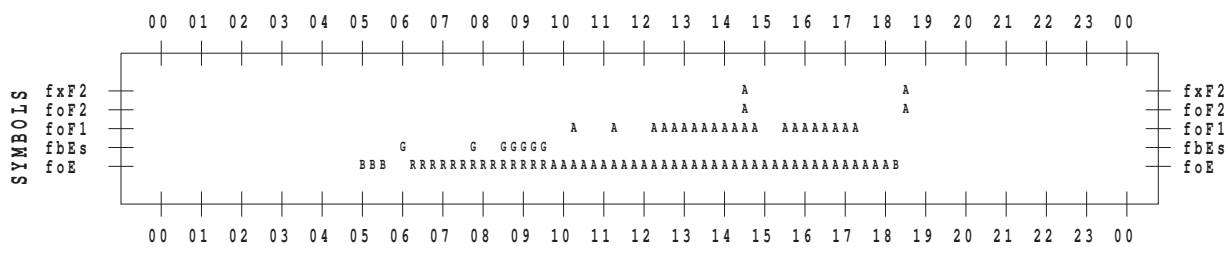 00 01 02 03 04 05 06 07 08 09 10 11 12 13 14 15 16 17 18 19 20 21 22 23 00
SYMBOLS
fxF2 A A fxF2
foF2 A A foF2
foF1 A A AAAAAAAAAAA AAAAAAAA foF1
fbEs G G GGGGG fbEs
foE BBB RRRRRRRRRRRRRRAAAAAAAAAAAAAAAAAAAAAAAAAAAAAAAAAAB foE
00 01 02 03 04 05 06 07 08 09 10 11 12 13 14 15 16 17 18 19 20 21 22 23 00